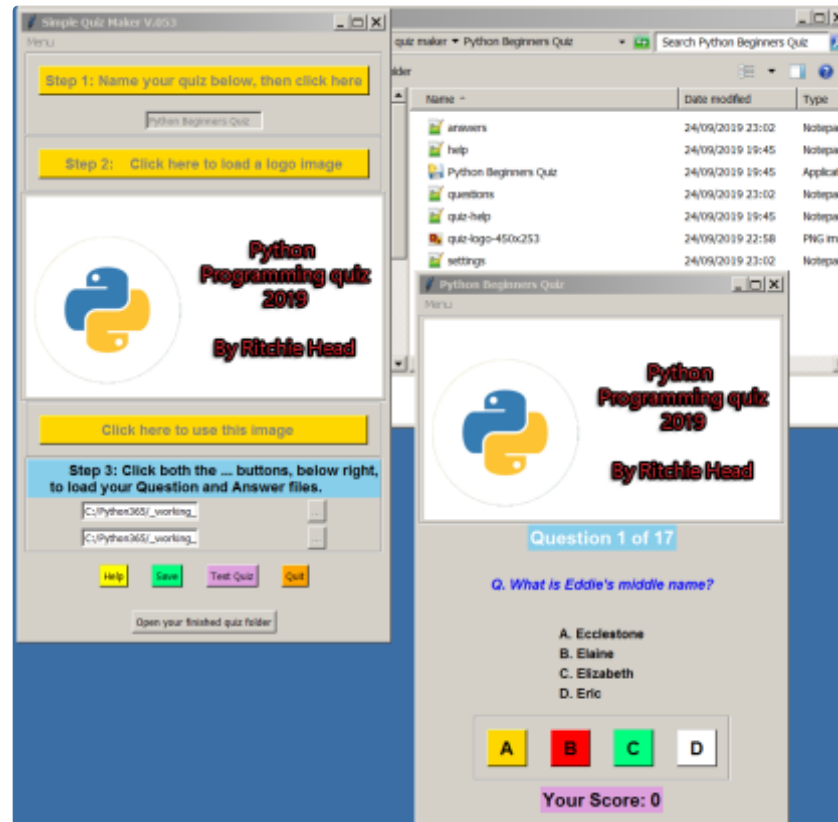 Simple Quiz Maker V.053
Menu
Step 1: Name your quiz below, then click here
Python Beginners Quiz
Step 2: Click here to load a logo image
Python
Programming quiz
2019
By Ritchie Head
Click here to use this image
Step 3: Click both the ... buttons, below right,
to load your Question and Answer files.
C:/Python365/_working_
...
C:/Python365/_working_
...
Help Save Test Quiz Quit
Open your finished quiz folder
quiz maker Python Beginners Quiz Search Python Beginners Quiz
Name Date modified Type
answers 24/09/2019 23:02 Notepa
help 24/09/2019 19:45 Notepa
Python Beginners Quiz 24/09/2019 19:45 Applica
questions 24/09/2019 23:02 Notepa
quiz-help 24/09/2019 19:45 Notepa
quiz-logo-450x253 24/09/2019 22:58 PNG im
settings 24/09/2019 23:02 Notepa
Python Beginners Quiz
Menu
Python
Programming quiz
2019
By Ritchie Head
Question 1 of 17
Q. What is Eddie's middle name?
A. Ecclestone
B. Elaine
C. Elizabeth
D. Eric
A B C D
Your Score: 0